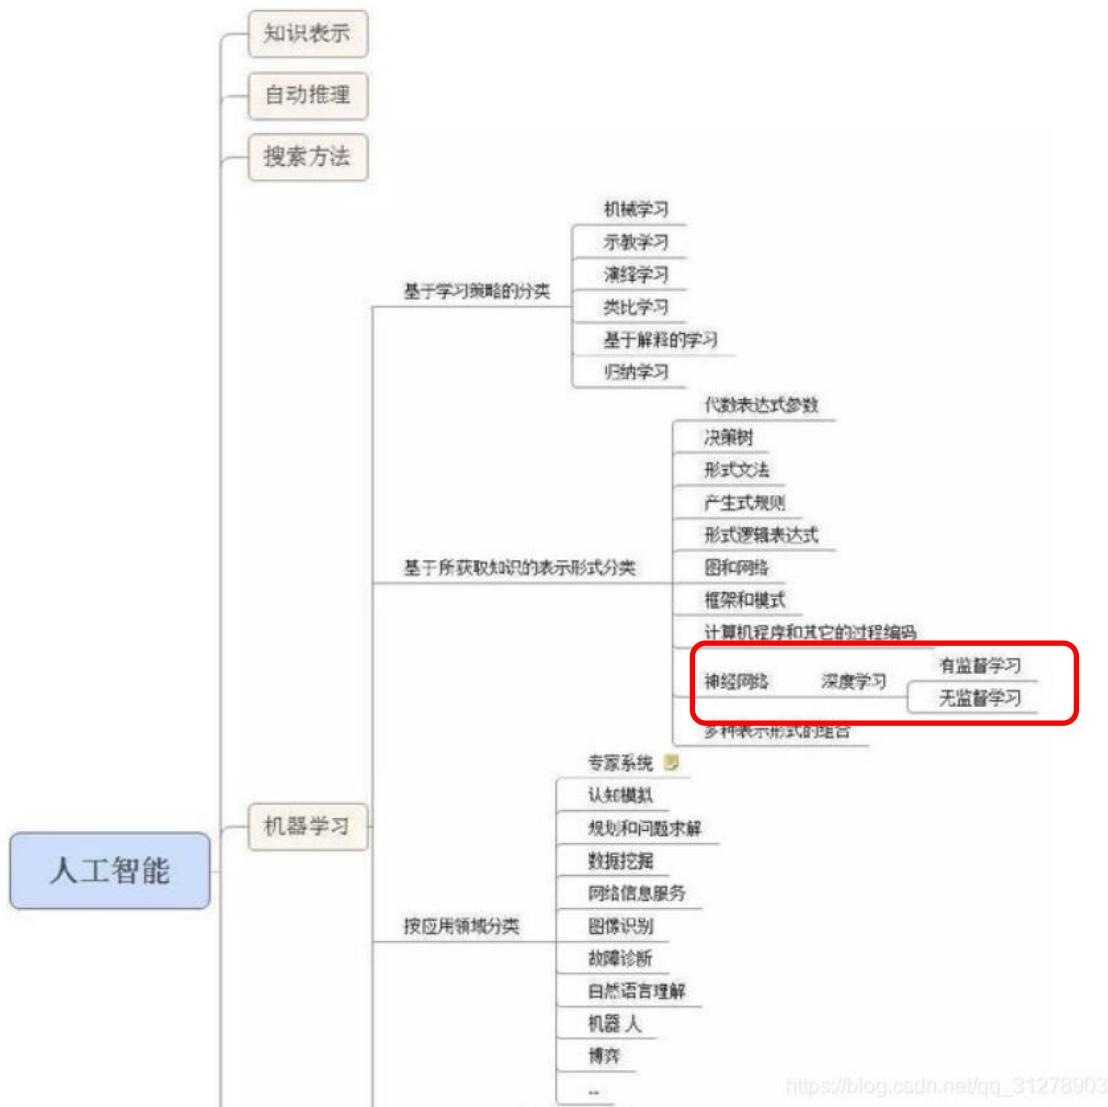 知识表示
自动推理
搜索方法
机械学习
示教学习
演绎学习
基于学习策略的分类
类比学习
基于解释的学习
归纳学习
代数表达式参数
决策树
形式文法
产生式规则
形式逻辑表达式
基于所获取知识的表示形式分类
图和网络
框架和模式
计算机程序和其它的过程编码
有监督学习
神经网络 深度学习
无监督学习
多种表示形式的组合
专家系统
认知模拟
机器学习
规划和问题求解
人工智能
数据挖掘
网络信息服务
按应用领域分类
图像识别
故障诊断
自然语言理解
机器 人
博弈
--
https://blog.csdn.net/qq_31278903